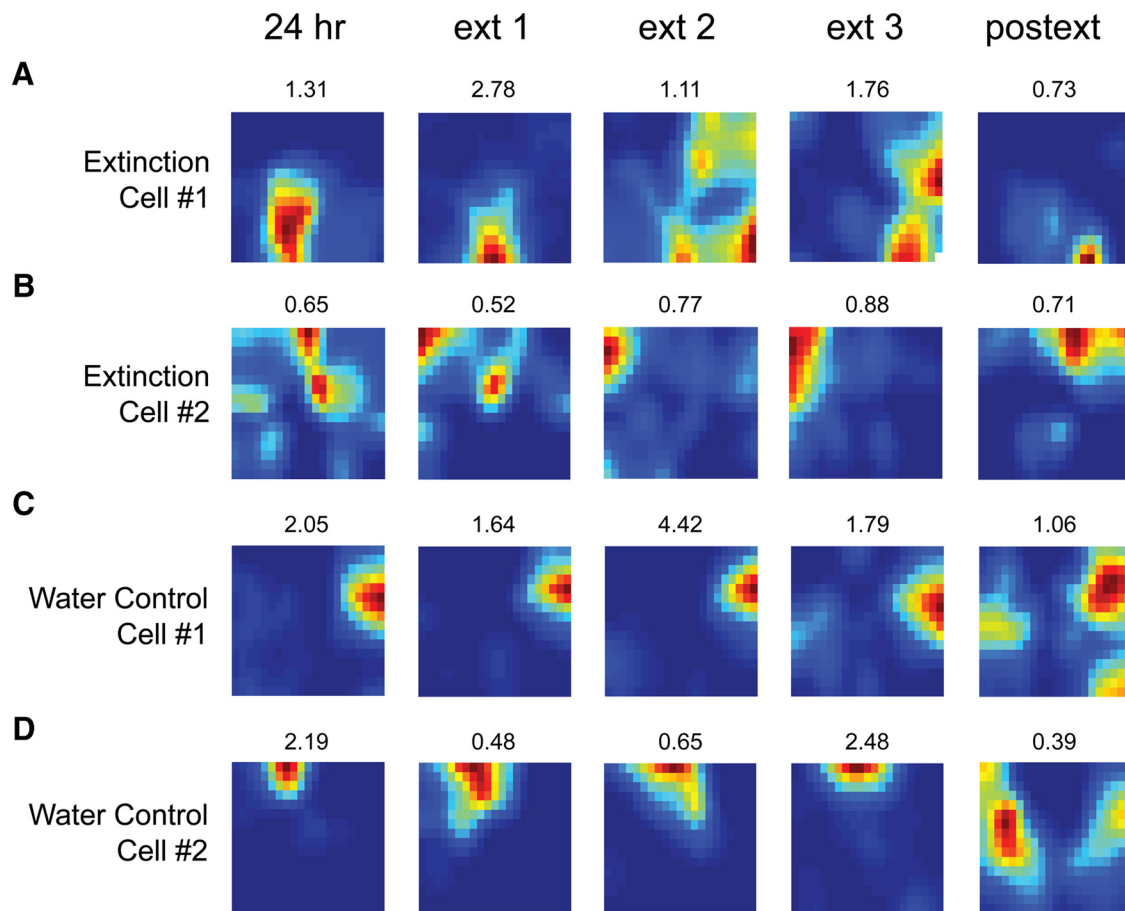 24 hr ext 1 ext 2 ext 3 postext
A
1.31 2.78 1.11 1.76 0.73
Extinction
Cell #1
B
0.65 0.52 0.77 0.88 0.71
Extinction
Cell #2
C
2.05 1.64 4.42 1.79 1.06
Water Control
Cell #1
D
2.19 0.48 0.65 2.48 0.39
Water Control
Cell #2